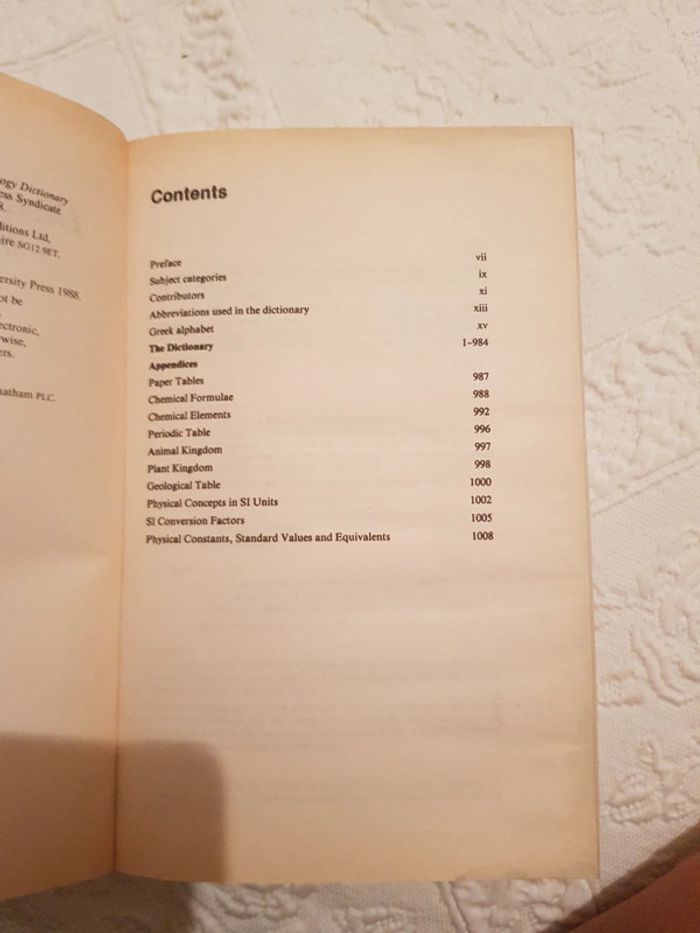 ogy Dictionary
ess Syndicate
8.
ditions Ltd,
ire SG12 9ET,
ersity Press 1988.
ot be
ectronic,
wise,
ers.
hatham PLC.
Contents
Preface vii
Subject categories ix
Contributors xi
Abbreviations used in the dictionary xiii
Greek alphabet xv
The Dictionary 1–984
Appendices
Paper Tables 987
Chemical Formulae 988
Chemical Elements 992
Periodic Table 996
Animal Kingdom 997
Plant Kingdom 998
Geological Table 1000
Physical Concepts in SI Units 1002
SI Conversion Factors 1005
Physical Constants, Standard Values and Equivalents 1008